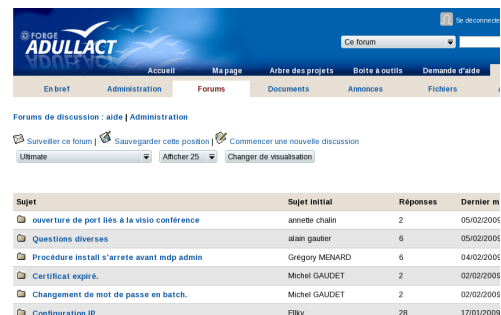 Se déconnecte
FORGE
ADULLACT
Ce forum
Accueil Ma page Arbre des projets Boite à outils Demande d'aide
En bref Administration Forums Documents Annonces Fichiers
Forums de discussion : aide | Administration
Surveiller ce forum | Sauvegarder cette position | Commencer une nouvelle discussion
Ultimate Afficher 25 Changer de visualisation
Sujet Sujet initial Réponses Dernier m
ouverture de port liés à la visio conférence annette chalin 2 05/02/2009
Questions diverses alain gautier 6 05/02/2009
Procédure install s'arrete avant mdp admin Grégory MENARD 6 04/02/2009
Certificat expiré. Michel GAUDET 2 02/02/2009
Changement de mot de passe en batch. Michel GAUDET 2 02/02/2009
Configuration IP 28 17/01/2009